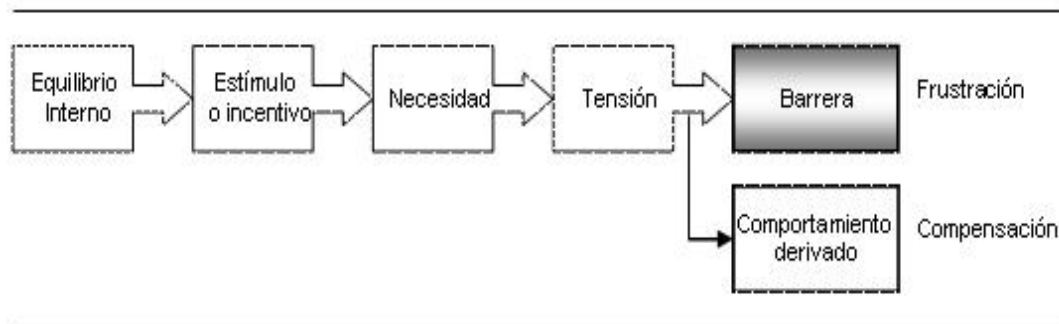 Equilibrio
Interno
Estímulo
o incentivo
Necesidad
Tensión
Barrera
Frustración
Comportamiento
derivado
Compensación